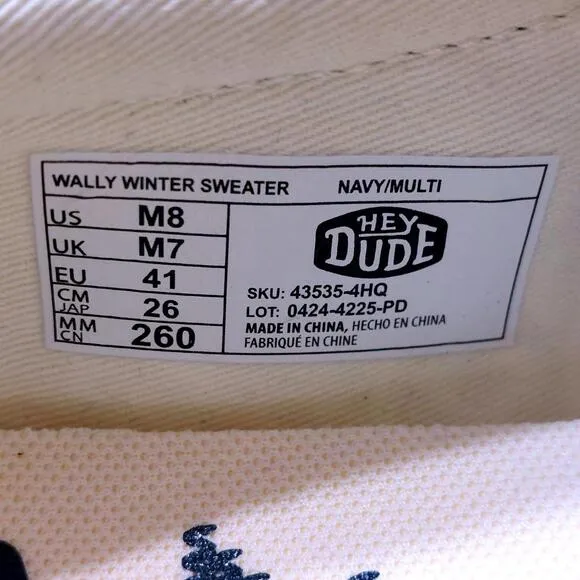 WALLY WINTER SWEATER NAVY/MULTI
US M8
UK M7
EU 41
CM JAP 26
MM CN 260
HEY
DUDE
SKU: 43535-4HQ
LOT: 0424-4225-PD
MADE IN CHINA, HECHO EN CHINA
FABRIQUÉ EN CHINE